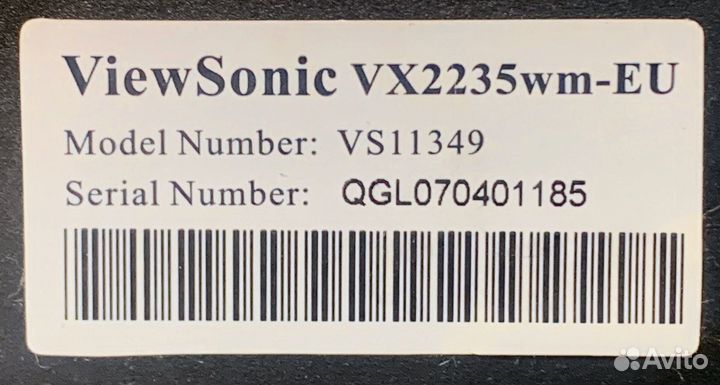 ViewSonic VX2235wm-EU
Model Number: VS11349
Serial Number: QGL070401185
Avito